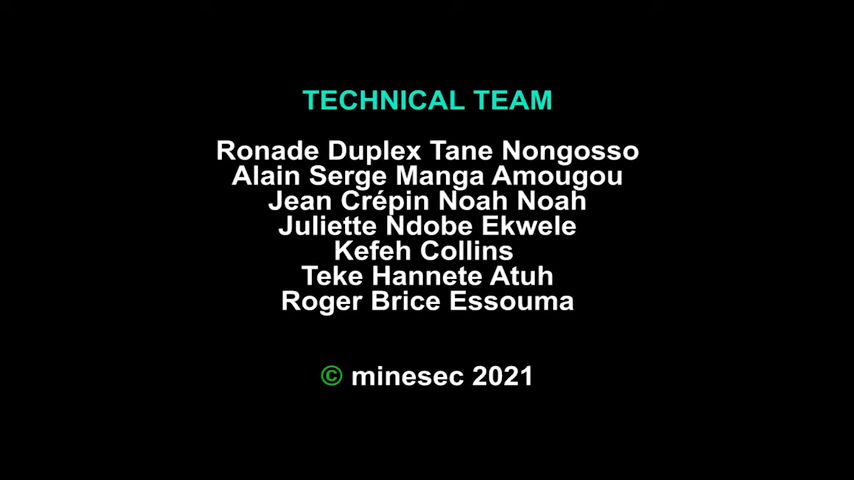 TECHNICAL TEAM
Ronade Duplex Tane Nongosso
Alain Serge Manga Amougou
Jean Crépin Noah Noah
Juliette Ndobe Ekwele
Kefeh Collins
Teke Hannete Atuh
Roger Brice Essouma
© minesec 2021